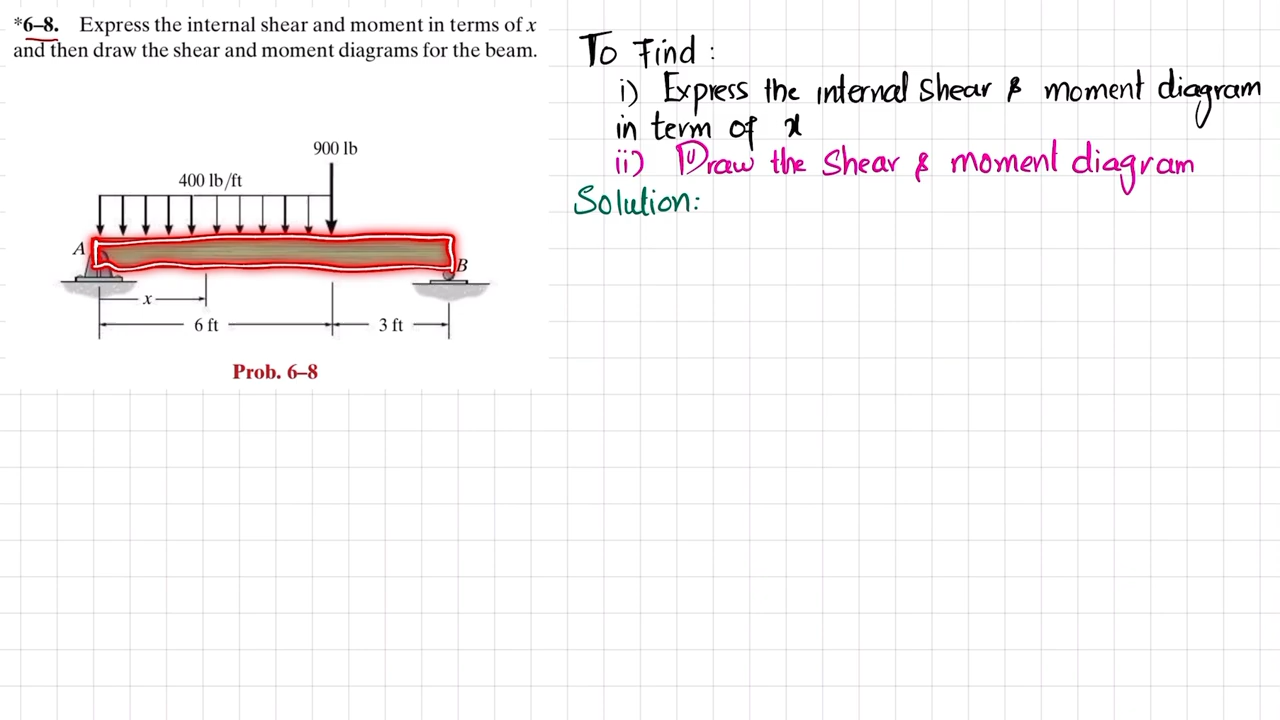 *6–8. Express the internal shear and moment in terms of x
and then draw the shear and moment diagrams for the beam.
900 lb
400 lb/ft
A
B
x
6 ft
3 ft
Prob. 6–8
To Find :
i) Express the internal shear & moment diagram
in term of x
ii) Draw the shear & moment diagram
Solution: